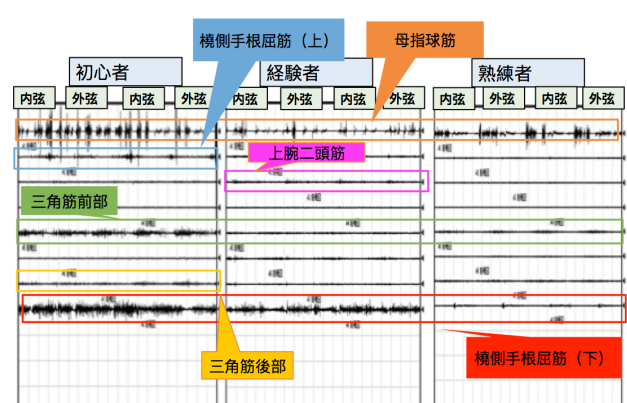 橈側手根屈筋（上）
母指球筋
初心者
経験者
熟練者
内弦
外弦
内弦
外弦
内弦
外弦
内弦
外弦
内弦
外弦
内弦
外弦
上腕二頭筋
三角筋前部
三角筋後部
橈側手根屈筋（下）